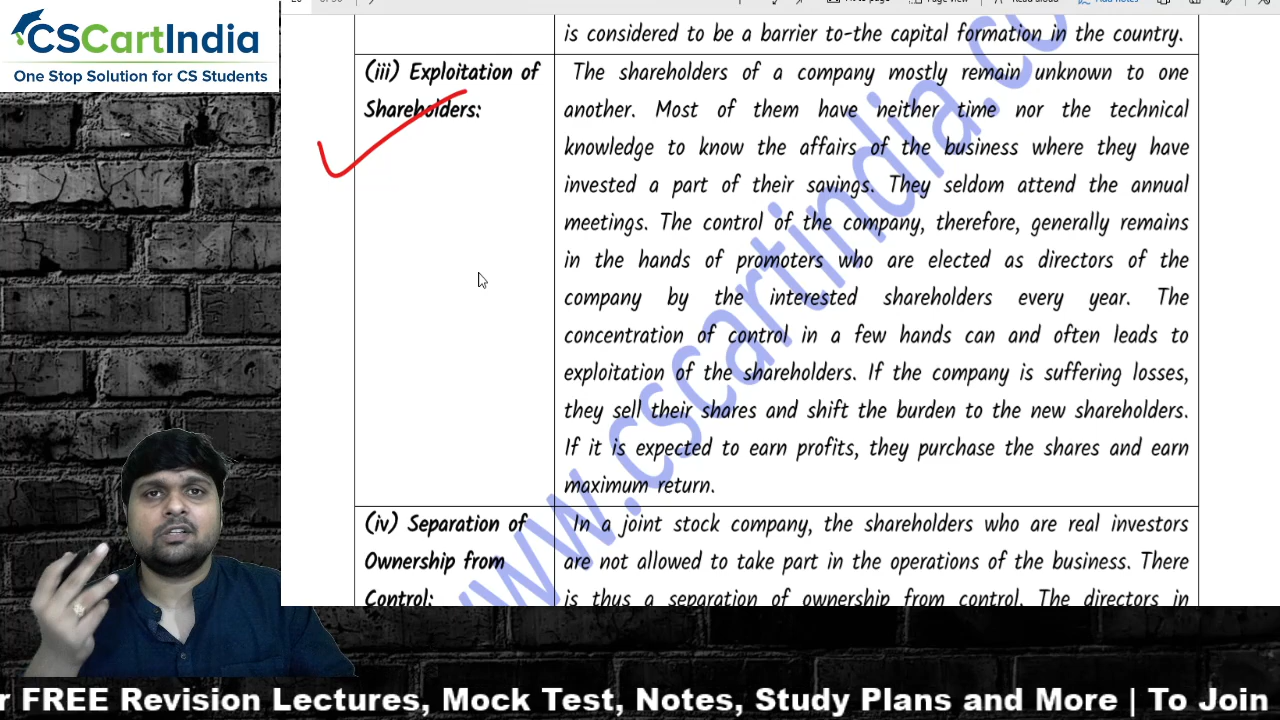 CSCartIndia
One Stop Solution for CS Students
is considered to be a barrier to-the capital formation in the country.
(iii) Exploitation of
Shareholders:
The shareholders of a company mostly remain unknown to one
another. Most of them have neither time nor the technical
knowledge to know the affairs of the business where they have
invested a part of their savings. They seldom attend the annual
meetings. The control of the company, therefore, generally remains
in the hands of promoters who are elected as directors of the
company by the interested shareholders every year. The
concentration of control in a few hands can and often leads to
exploitation of the shareholders. If the company is suffering losses,
they sell their shares and shift the burden to the new shareholders.
If it is expected to earn profits, they purchase the shares and earn
maximum return.
(iv) Separation of
Ownership from
Control:
In a joint stock company, the shareholders who are real investors
are not allowed to take part in the operations of the business. There
is thus a separation of ownership from control. The directors in
www.cscartindia.co
r FREE Revision Lectures, Mock Test, Notes, Study Plans and More | To Join